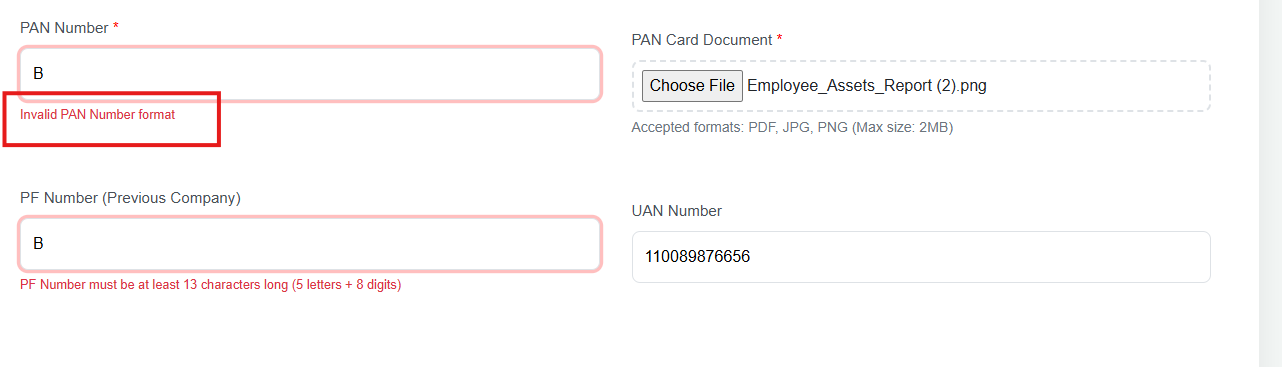 PAN Number *
B
Invalid PAN Number format
PAN Card Document *
Choose File Employee_Assets_Report (2).png
Accepted formats: PDF, JPG, PNG (Max size: 2MB)
PF Number (Previous Company)
B
PF Number must be at least 13 characters long (5 letters + 8 digits)
UAN Number
110089876656